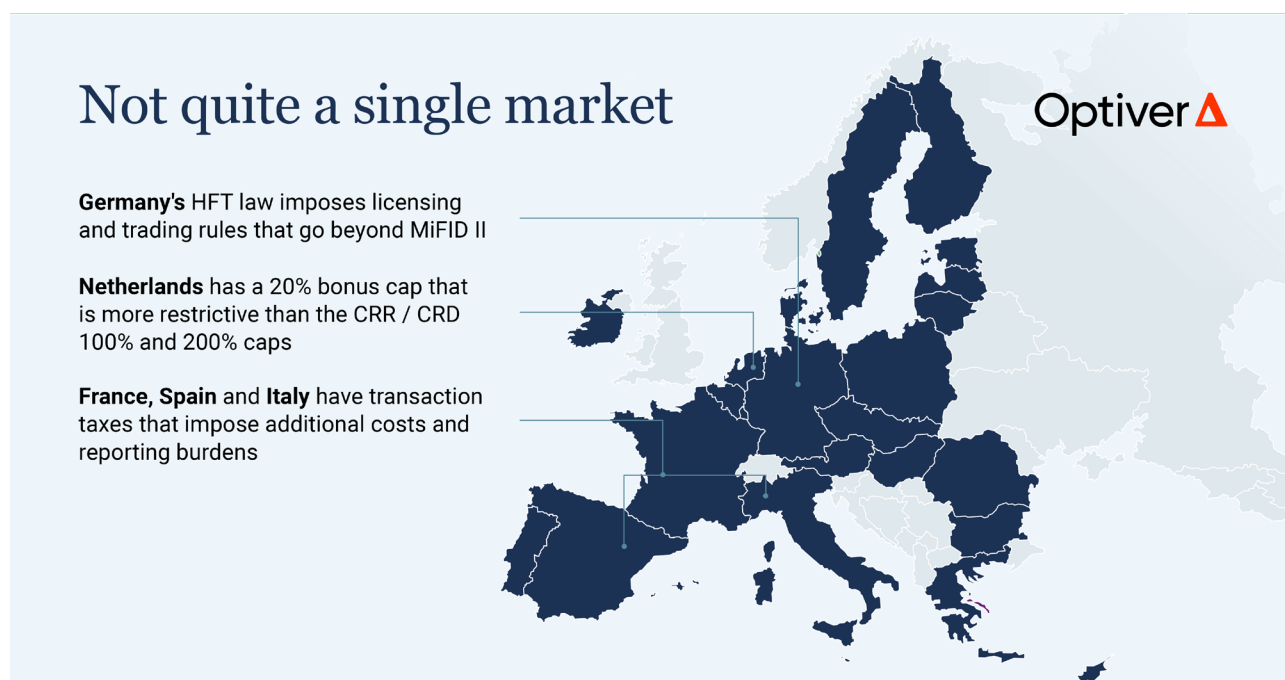 Not quite a single market
Optiver
Germany's HFT law imposes licensing
and trading rules that go beyond MiFID II
Netherlands has a 20% bonus cap that
is more restrictive than the CRR / CRD
100% and 200% caps
France, Spain and Italy have transaction
taxes that impose additional costs and
reporting burdens